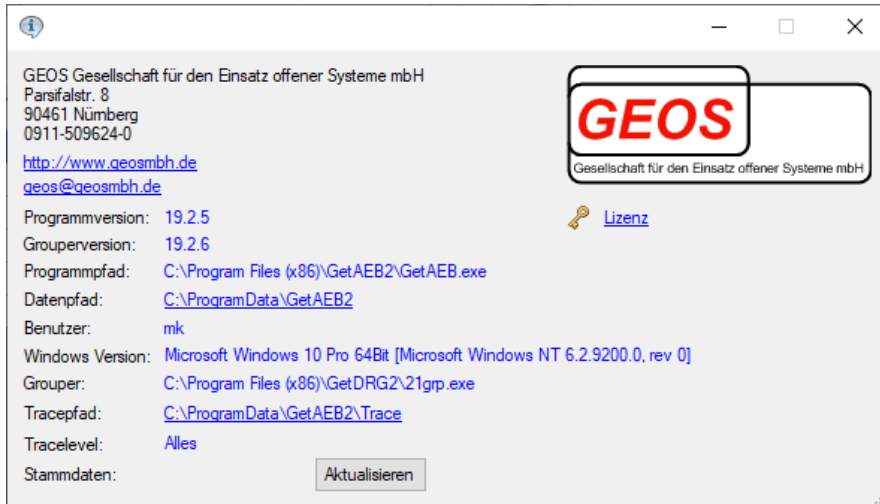 GEOS Gesellschaft für den Einsatz offener Systeme mbH
Parsifalstr. 8
90461 Nürnberg
0911-509624-0
http://www.geosmbh.de
geos@geosmbh.de
GEOS
Gesellschaft für den Einsatz offener Systeme mbH
Programmversion: 19.2.5
Lizenz
Grouperversion: 19.2.6
Programmpfad: C:\Program Files (x86)\GetAEB2\GetAEB.exe
Datenpfad: C:\ProgramData\GetAEB2
Benutzer: mk
Windows Version: Microsoft Windows 10 Pro 64Bit [Microsoft Windows NT 6.2.9200.0, rev 0]
Grouper: C:\Program Files (x86)\GetDRG2\21grp.exe
Tracepfad: C:\ProgramData\GetAEB2\Trace
Tracelevel: Alles
Stammdaten: Aktualisieren